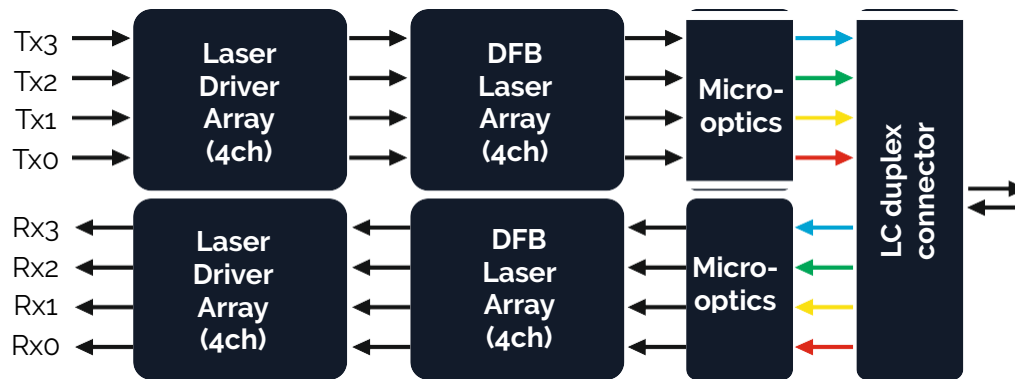 Tx3
Tx2
Tx1
Tx0
Laser
Driver
Array
(4ch)
DFB
Laser
Array
(4ch)
Micro-
optics
LC duplex
connector
Rx3
Rx2
Rx1
Rx0
Laser
Driver
Array
(4ch)
DFB
Laser
Array
(4ch)
Micro-
optics